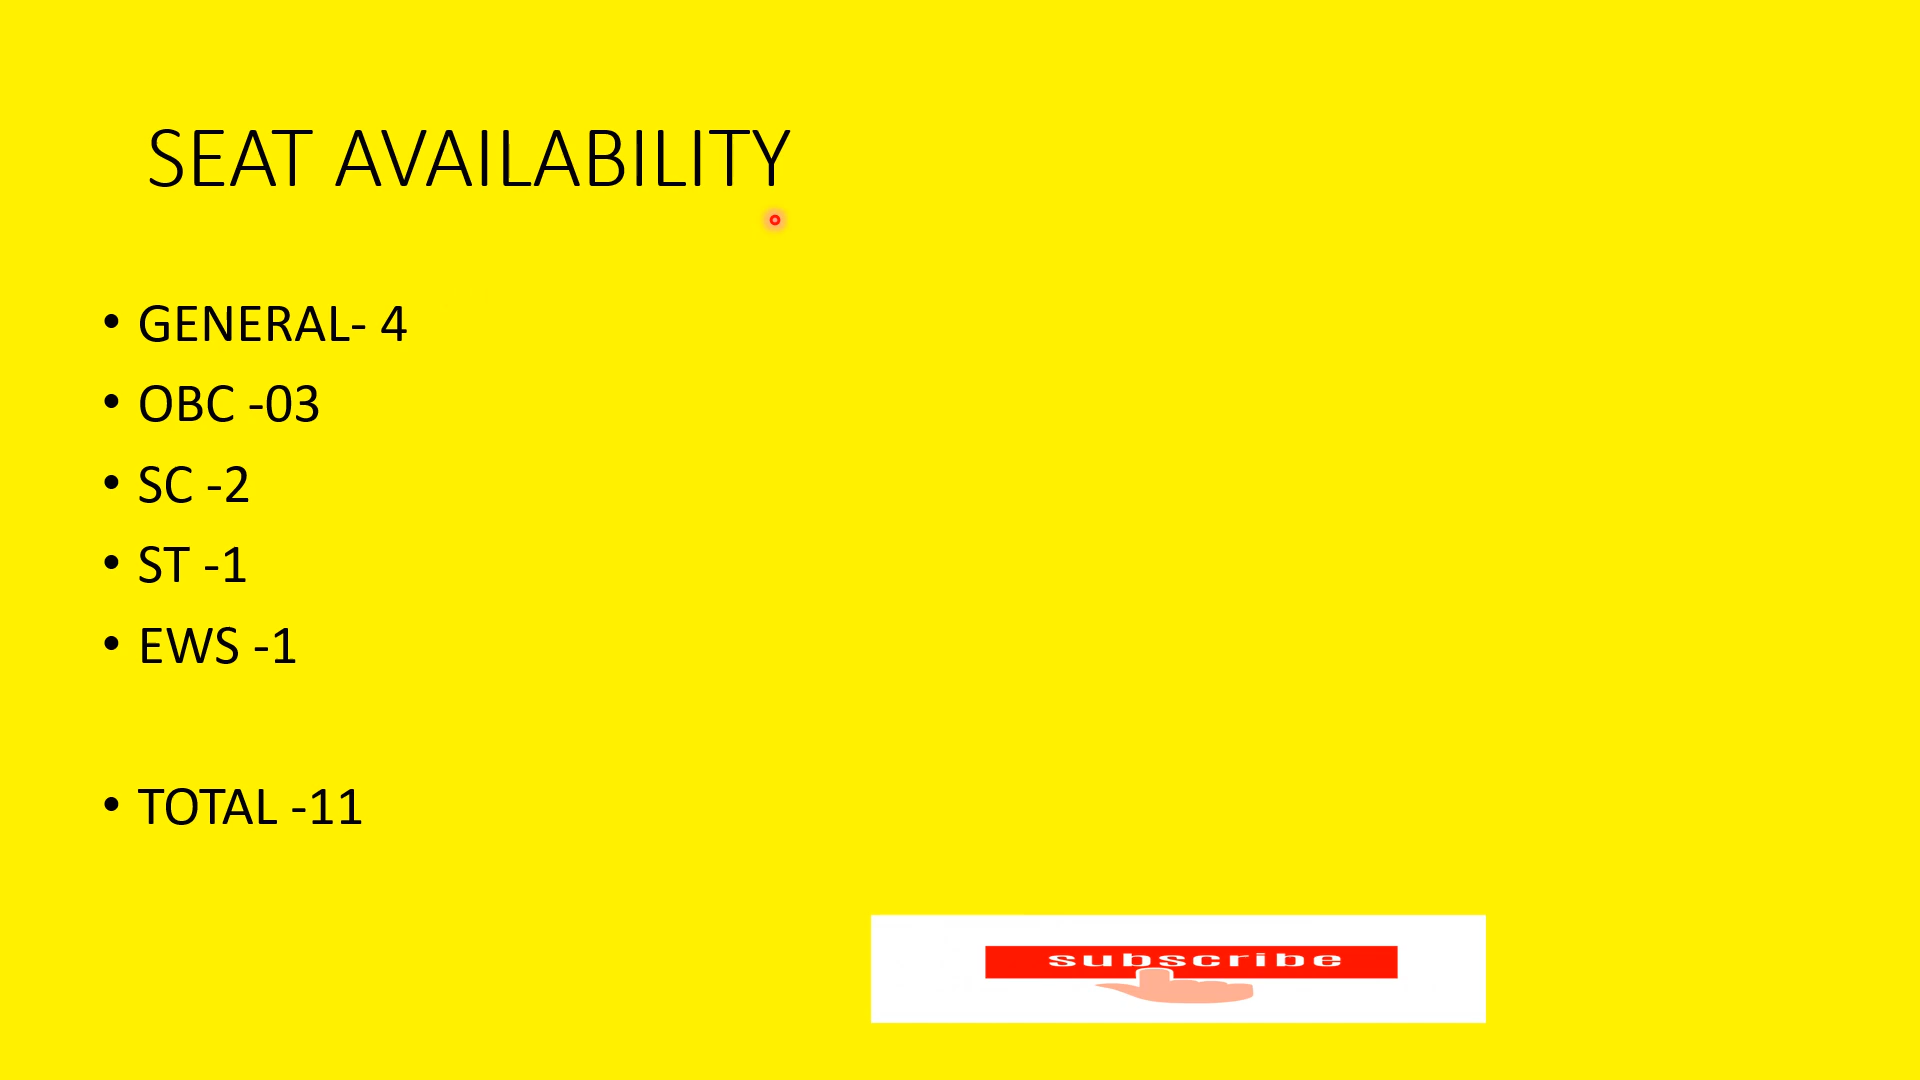 SEAT AVAILABILITY
• GENERAL- 4
• OBC -03
• SC -2
• ST -1
• EWS -1
• TOTAL -11
subscribe